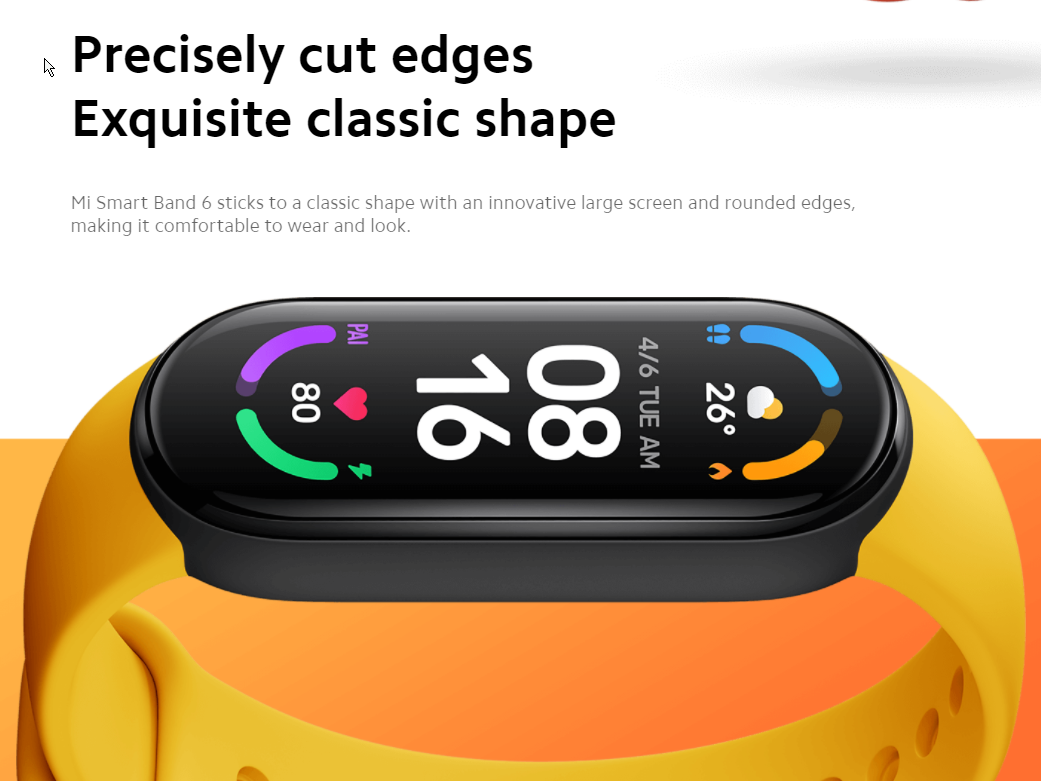 Precisely cut edges
Exquisite classic shape
Mi Smart Band 6 sticks to a classic shape with an innovative large screen and rounded edges,
making it comfortable to wear and look.
26°
4/6 TUE AM
08
16
PAI
80